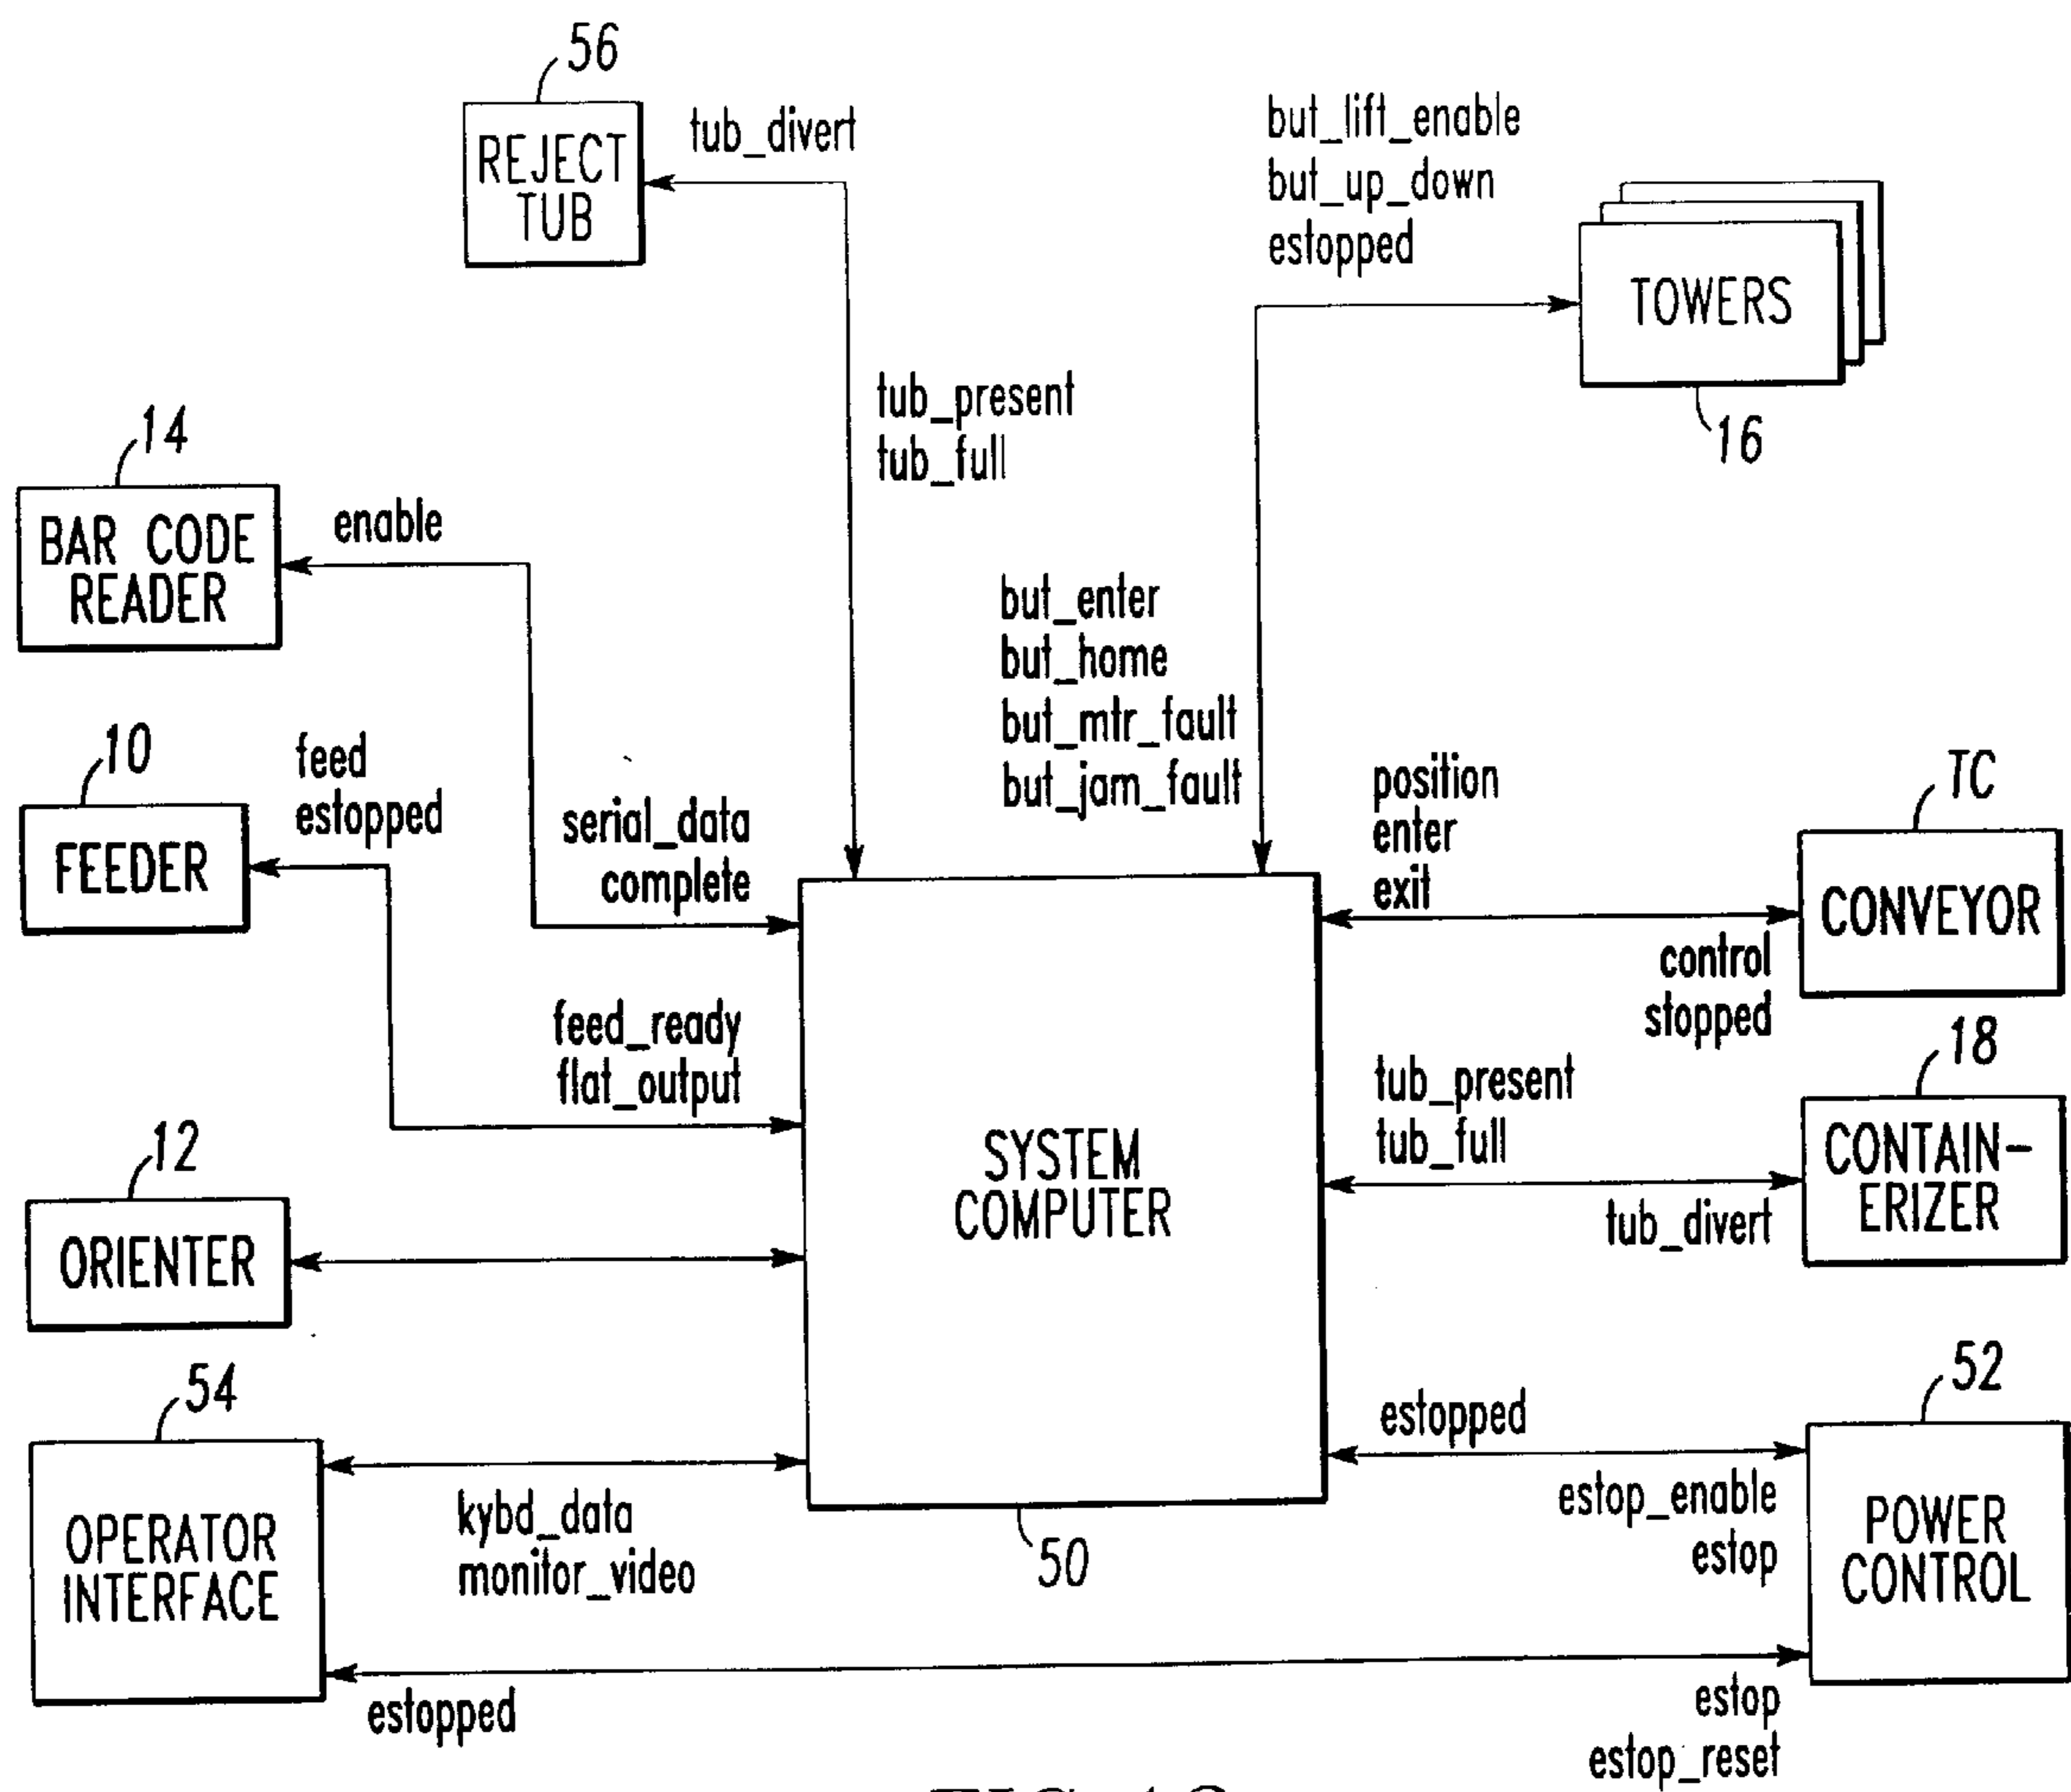 56
REJECT
TUB
tub_divert
but_lift_enable
but_up_down
estopped
TOWERS
16
tub_present
tub_full
14
BAR CODE
READER
enable
but_enter
but_home
but_mtr_fault
but_jam_fault
10
FEEDER
feed
estopped
serial_data
complete
position
enter
exit
TC
CONVEYOR
control
stopped
feed_ready
flat_output
12
ORIENTER
SYSTEM
COMPUTER
50
tub_present
tub_full
18
CONTAIN-
ERIZER
tub_divert
54
OPERATOR
INTERFACE
kybd_data
monitor_video
estopped
52
POWER
CONTROL
estop_enable
estop
estopped
estop
estop_reset